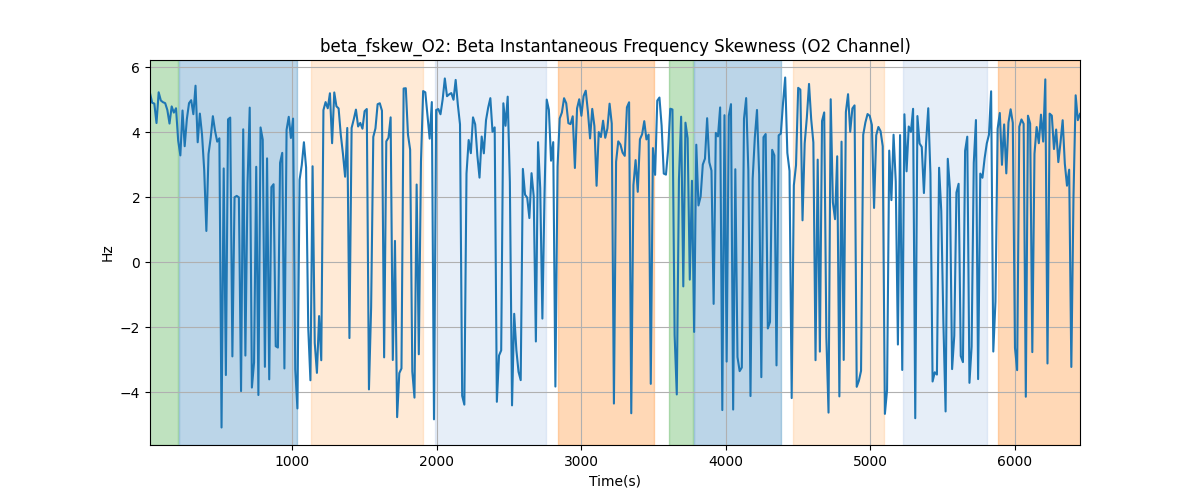 beta_fskew_O2: Beta Instantaneous Frequency Skewness (O2 Channel)
6
4
2
0
−2
−4
Hz
1000 2000 3000 4000 5000 6000
Time(s)